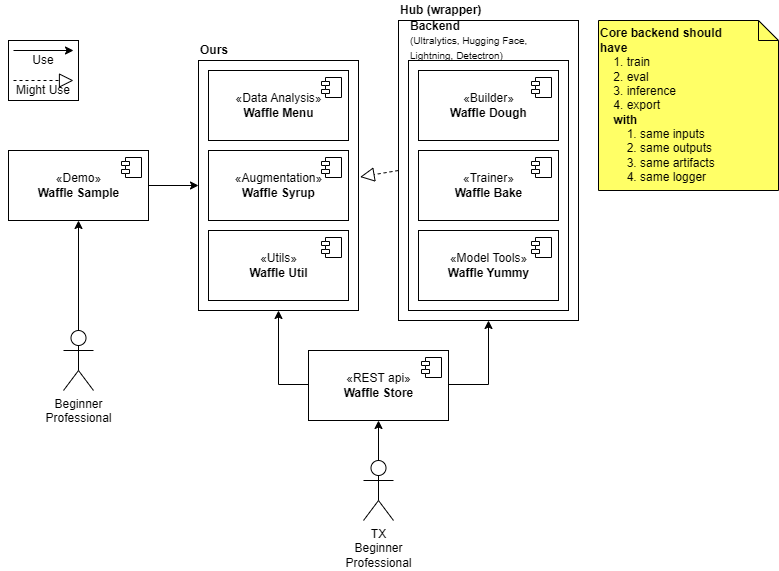 Use
Might Use
Ours
«Data Analysis»
Waffle Menu
«Augmentation»
Waffle Syrup
«Utils»
Waffle Util
Hub (wrapper)
Backend
(Ultralytics, Hugging Face,
Lightning, Detectron)
«Builder»
Waffle Dough
«Trainer»
Waffle Bake
«Model Tools»
Waffle Yummy
Core backend should
have
1. train
2. eval
3. inference
4. export
with
1. same inputs
2. same outputs
3. same artifacts
4. same logger
«Demo»
Waffle Sample
Beginner
Professional
«REST api»
Waffle Store
TX
Beginner
Professional